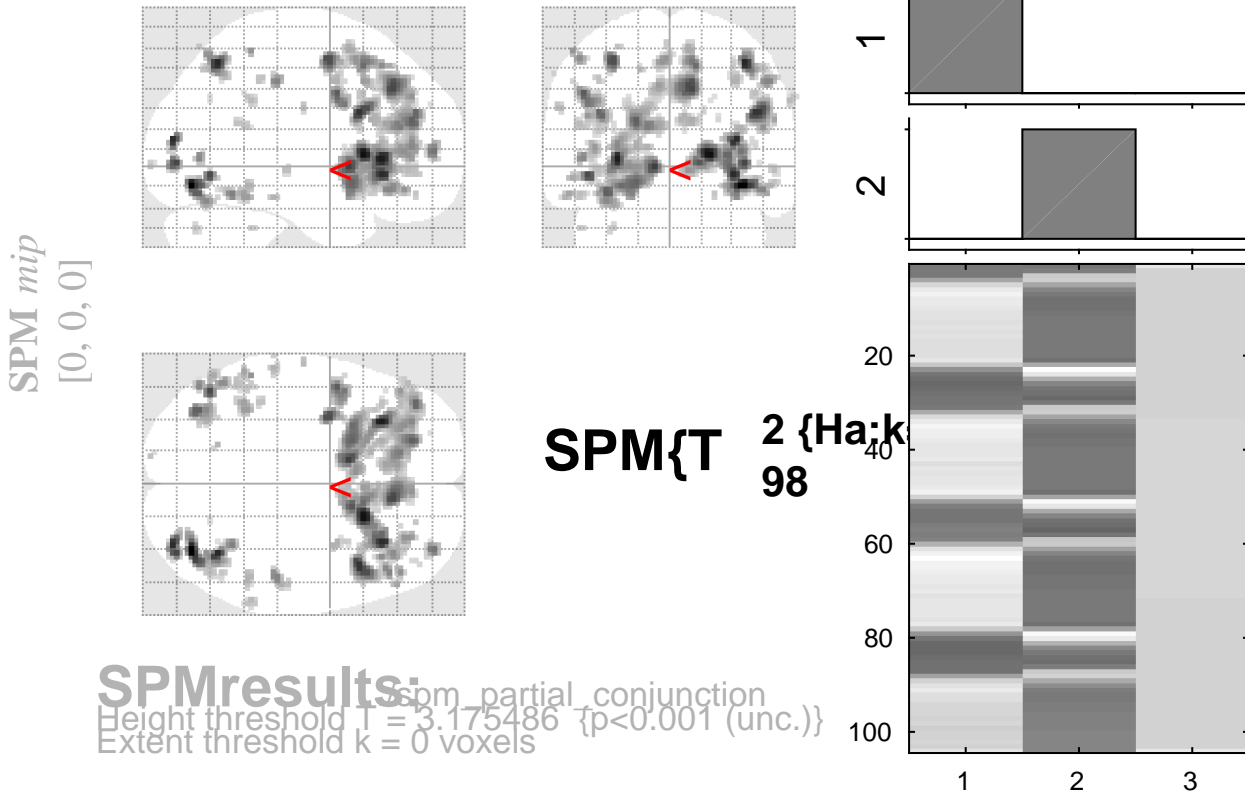 SPM mip
[0, 0, 0]
<
<
<
SPM{T
2 {Ha:k
98
SPMresults:
./spm_partial_conjunction
Height threshold T = 3.175486 {p<0.001 (unc.)}
Extent threshold k = 0 voxels
1
2
20
40
60
80
100
1 2 3